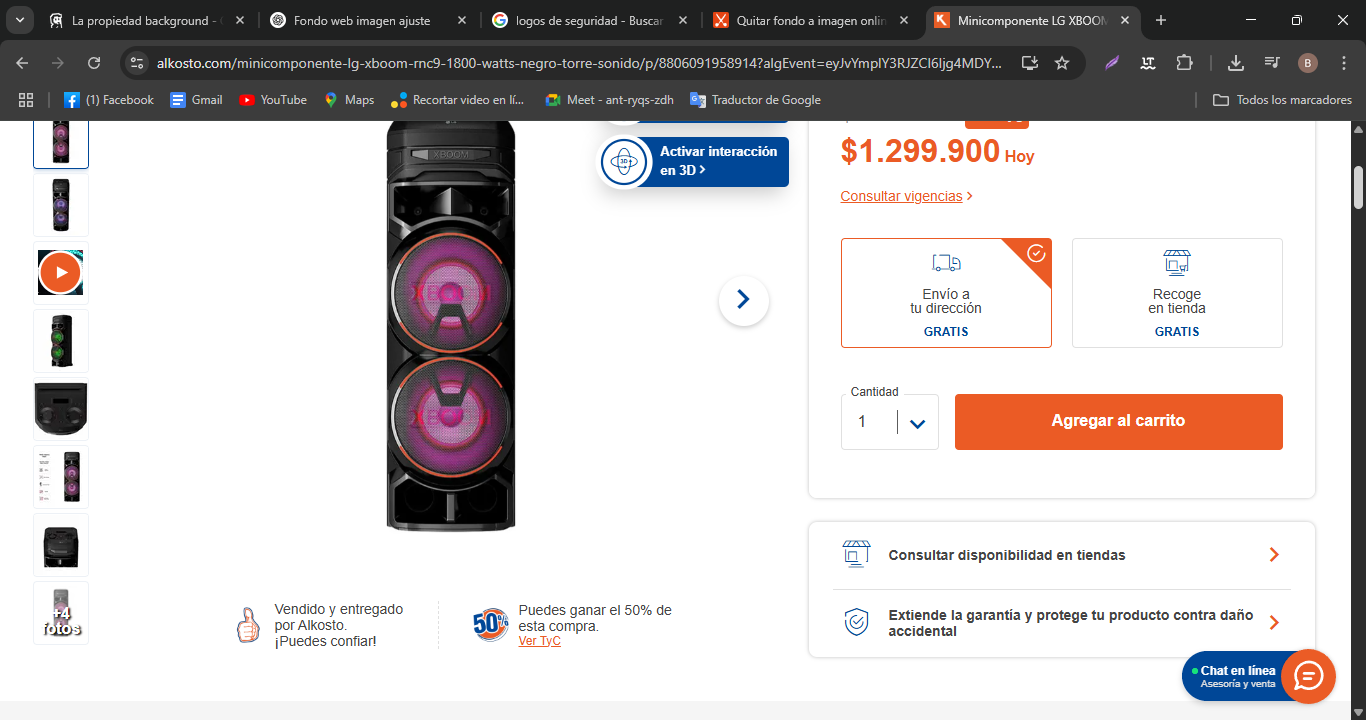 La propiedad background -
Fondo web imagen ajuste
logos de seguridad - Buscar
Quitar fondo a imagen onlin
Minicomponente LG XBOOM
alkosto.com/minicomponente-lg-xboom-rnc9-1800-watts-negro-torre-sonido/p/8806091958914?algEvent=eyJvYmplY3RJZCI6Ijg4MDY...
B
(1) Facebook
Gmail
YouTube
Maps
Recortar video en lí...
Meet - ant-ryqs-zdh
Traductor de Google
Todos los marcadores
XBOOM
3D
Activar interacción
en 3D >
$1.299.900 Hoy
Consultar vigencias >
Envío a
tu dirección
GRATIS
Recoge
en tienda
GRATIS
Cantidad
1
Agregar al carrito
+4
fotos
Vendido y entregado
por Alkosto.
¡Puedes confiar!
50%
Puedes ganar el 50% de
esta compra.
Ver TyC
Consultar disponibilidad en tiendas
Extiende la garantía y protege tu producto contra daño
accidental
Chat en línea
Asesoría y venta